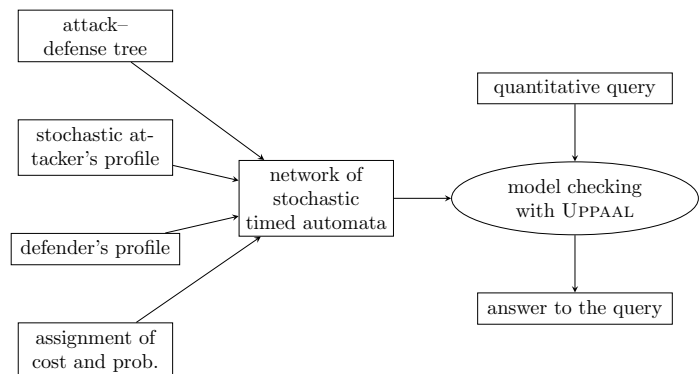 attack–
defense tree
stochastic at-
tacker's profile
defender's profile
assignment of
cost and prob.
network of
stochastic
timed automata
quantitative query
model checking
with UPPAAL
answer to the query